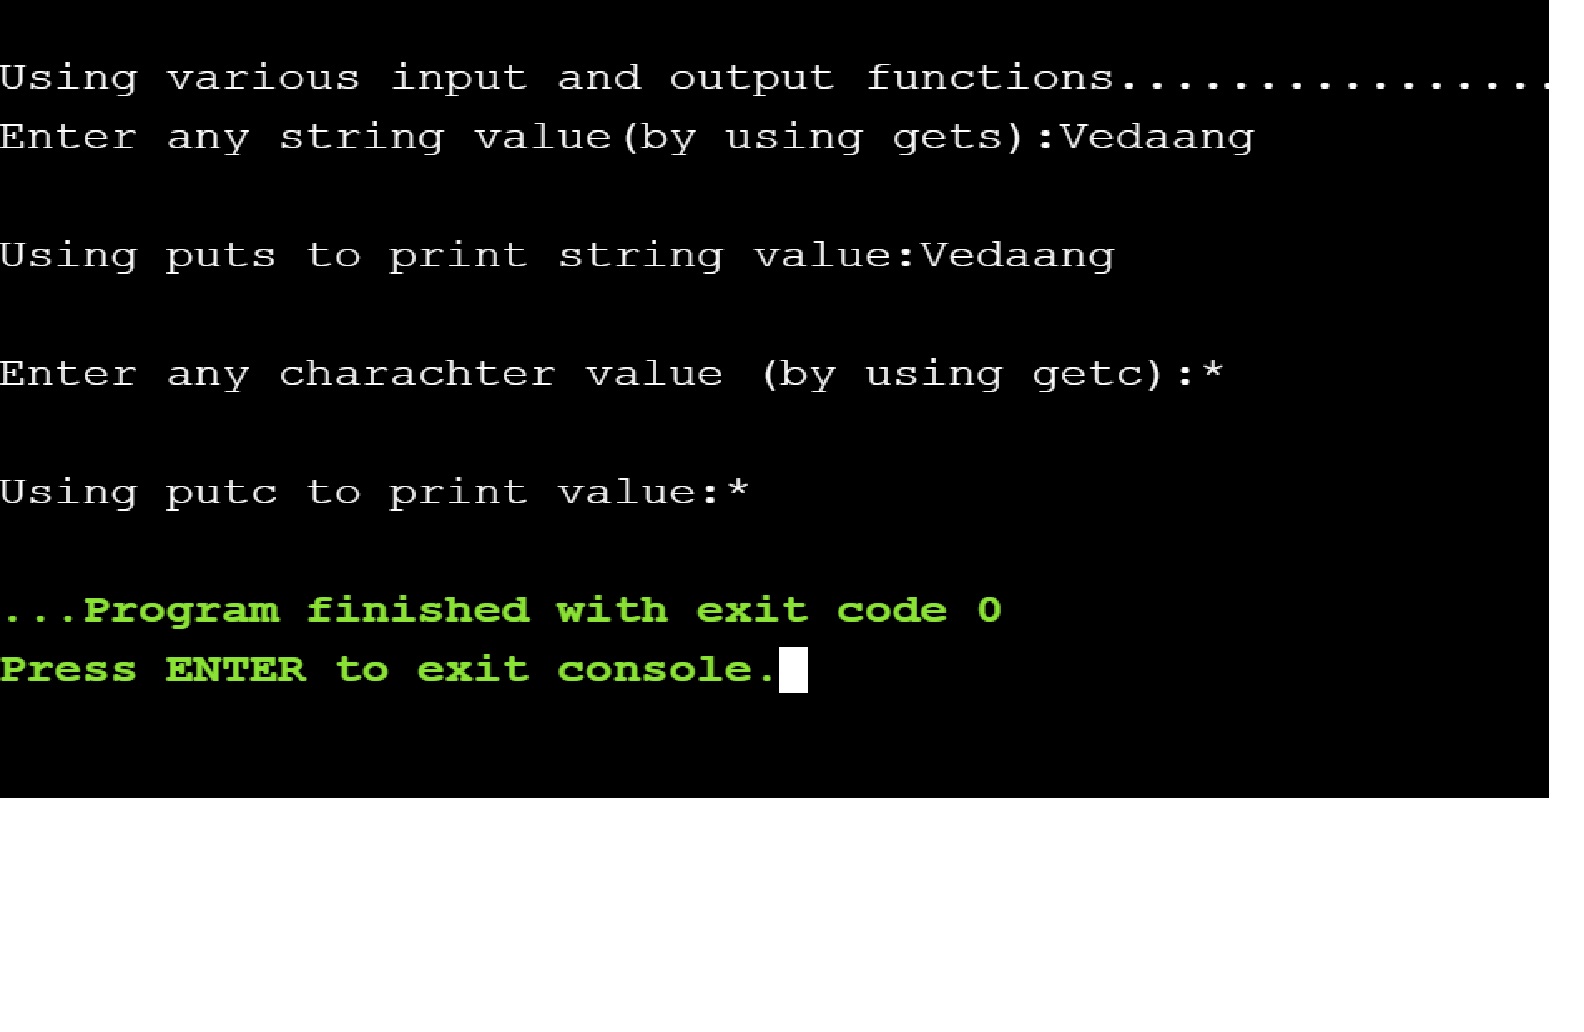 Using various input and output functions................
Enter any string value(by using gets):Vedaang
Using puts to print string value:Vedaang
Enter any charachter value (by using getc):*
Using putc to print value:*
...Program finished with exit code 0
Press ENTER to exit console.